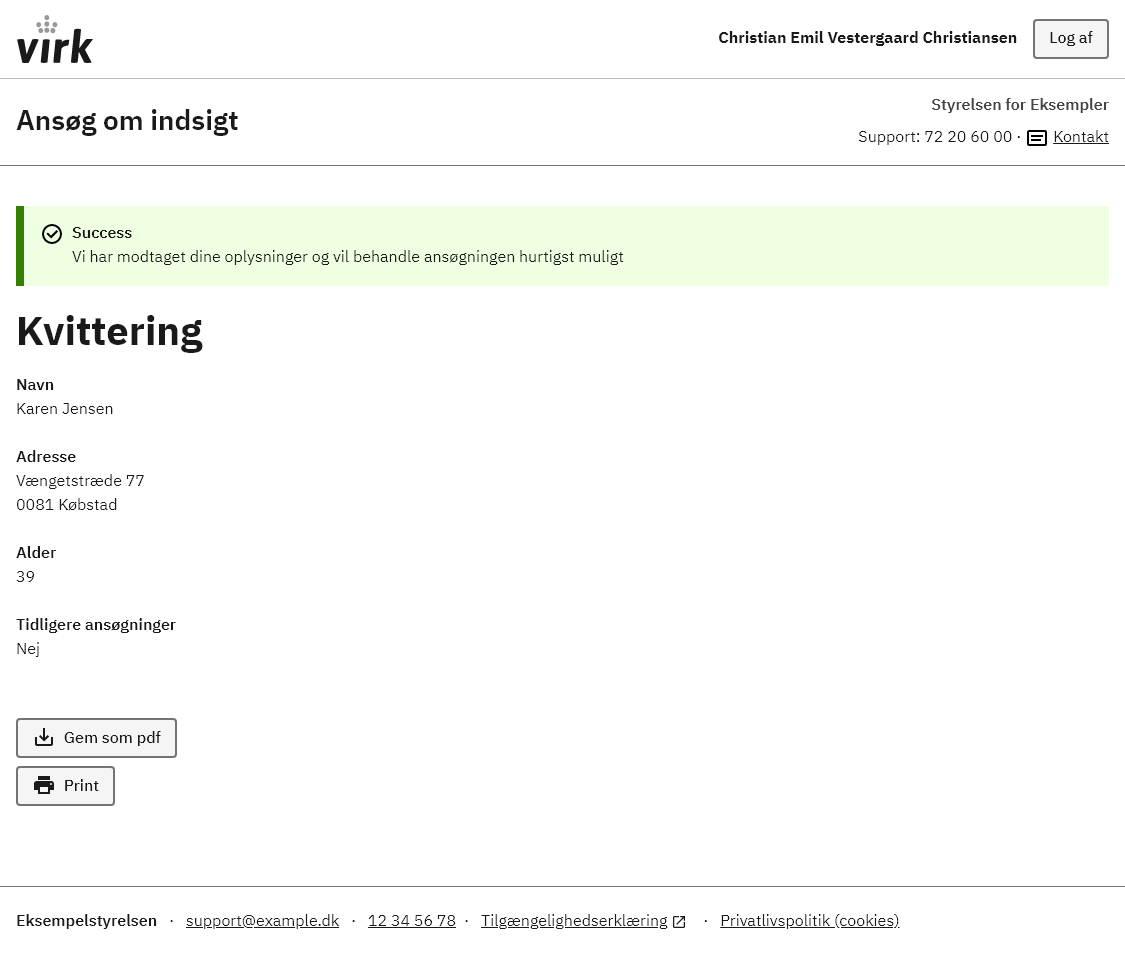 virk
Christian Emil Vestergaard Christiansen
Log af
Ansøg om indsigt
Styrelsen for Eksempler
Support: 72 20 60 00 · Kontakt
Success
Vi har modtaget dine oplysninger og vil behandle ansøgningen hurtigst muligt
Kvittering
Navn
Karen Jensen
Adresse
Vængetstræde 77
0081 Købstad
Alder
39
Tidligere ansøgninger
Nej
Gem som pdf
Print
Eksempelstyrelsen · support@example.dk · 12 34 56 78 · Tilgængelighedserklæring · Privatlivspolitik (cookies)